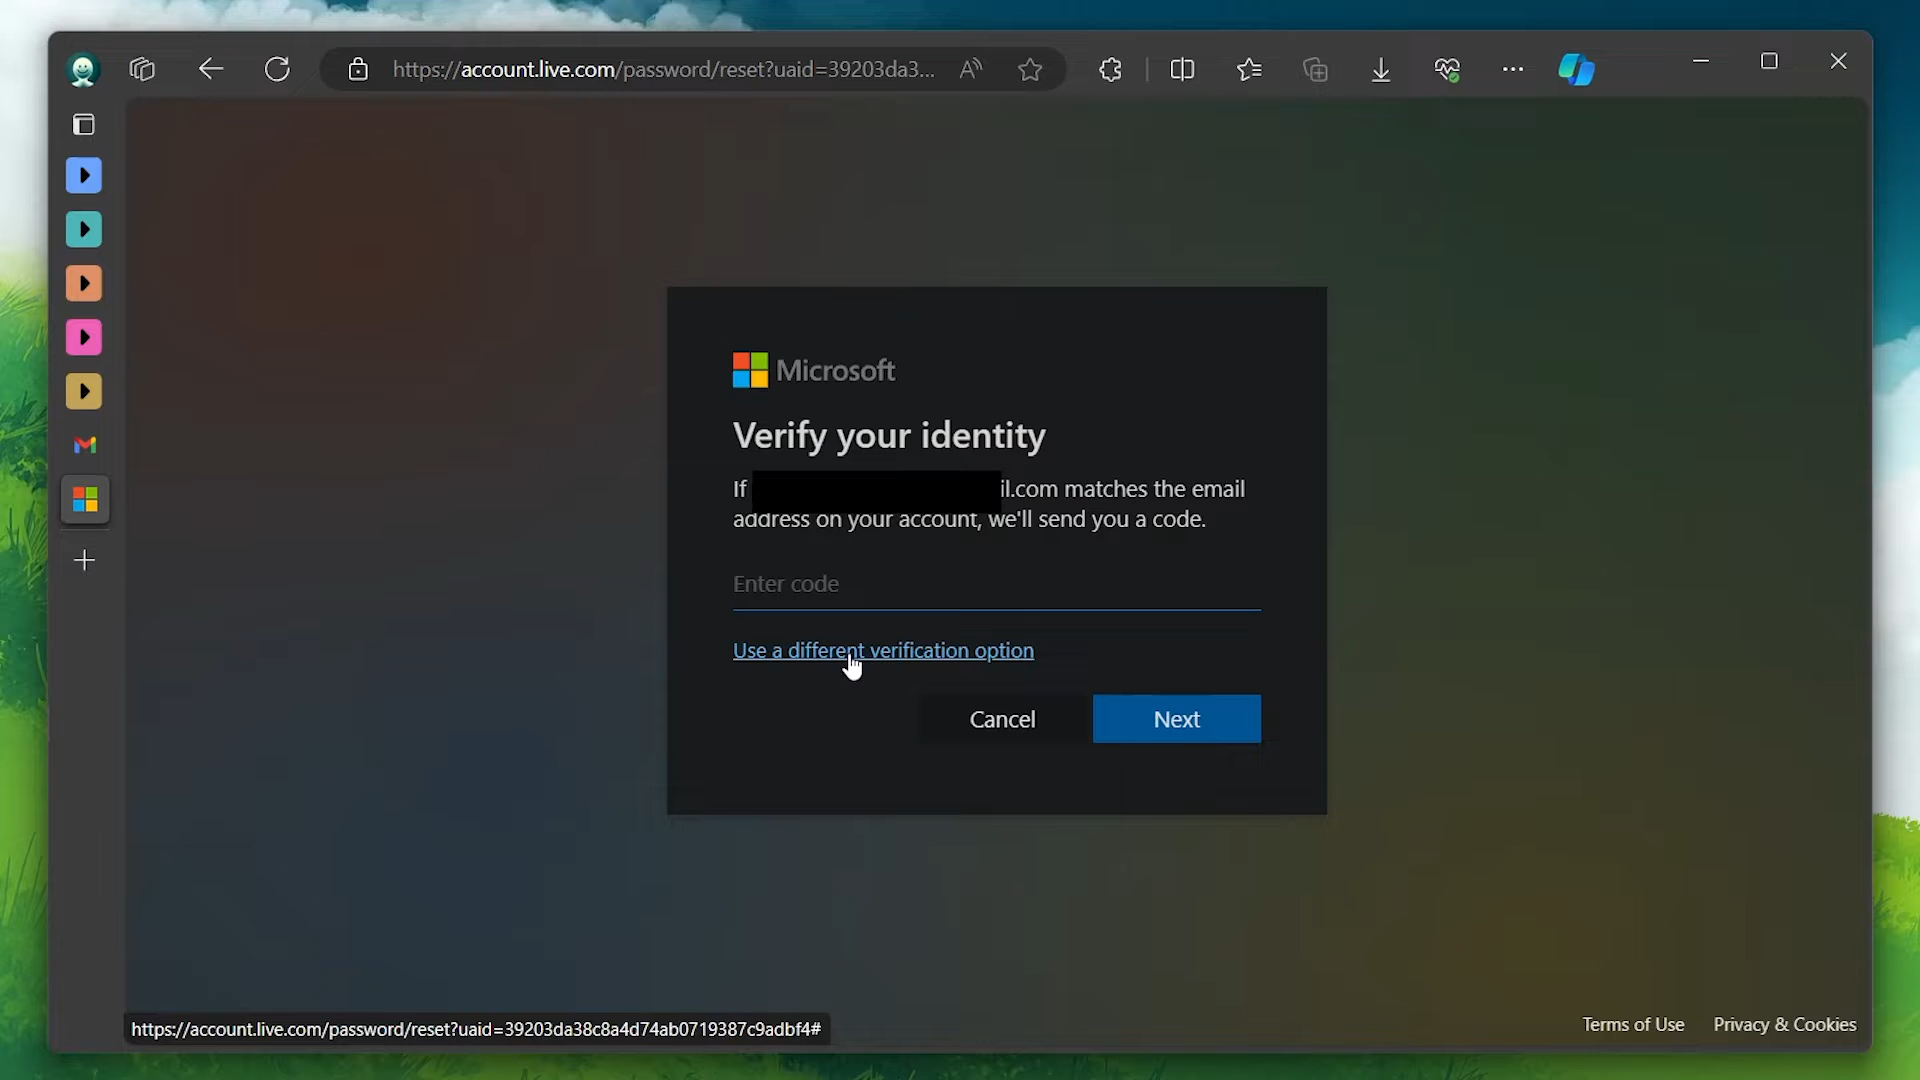 https://account.live.com/password/reset?uaid=39203da3...
Microsoft
Verify your identity
If il.com matches the email
address on your account, we'll send you a code.
Enter code
Use a different verification option
Cancel
Next
https://account.live.com/password/reset?uaid=39203da38c8a4d74ab0719387c9adbf4#
Terms of Use
Privacy & Cookies